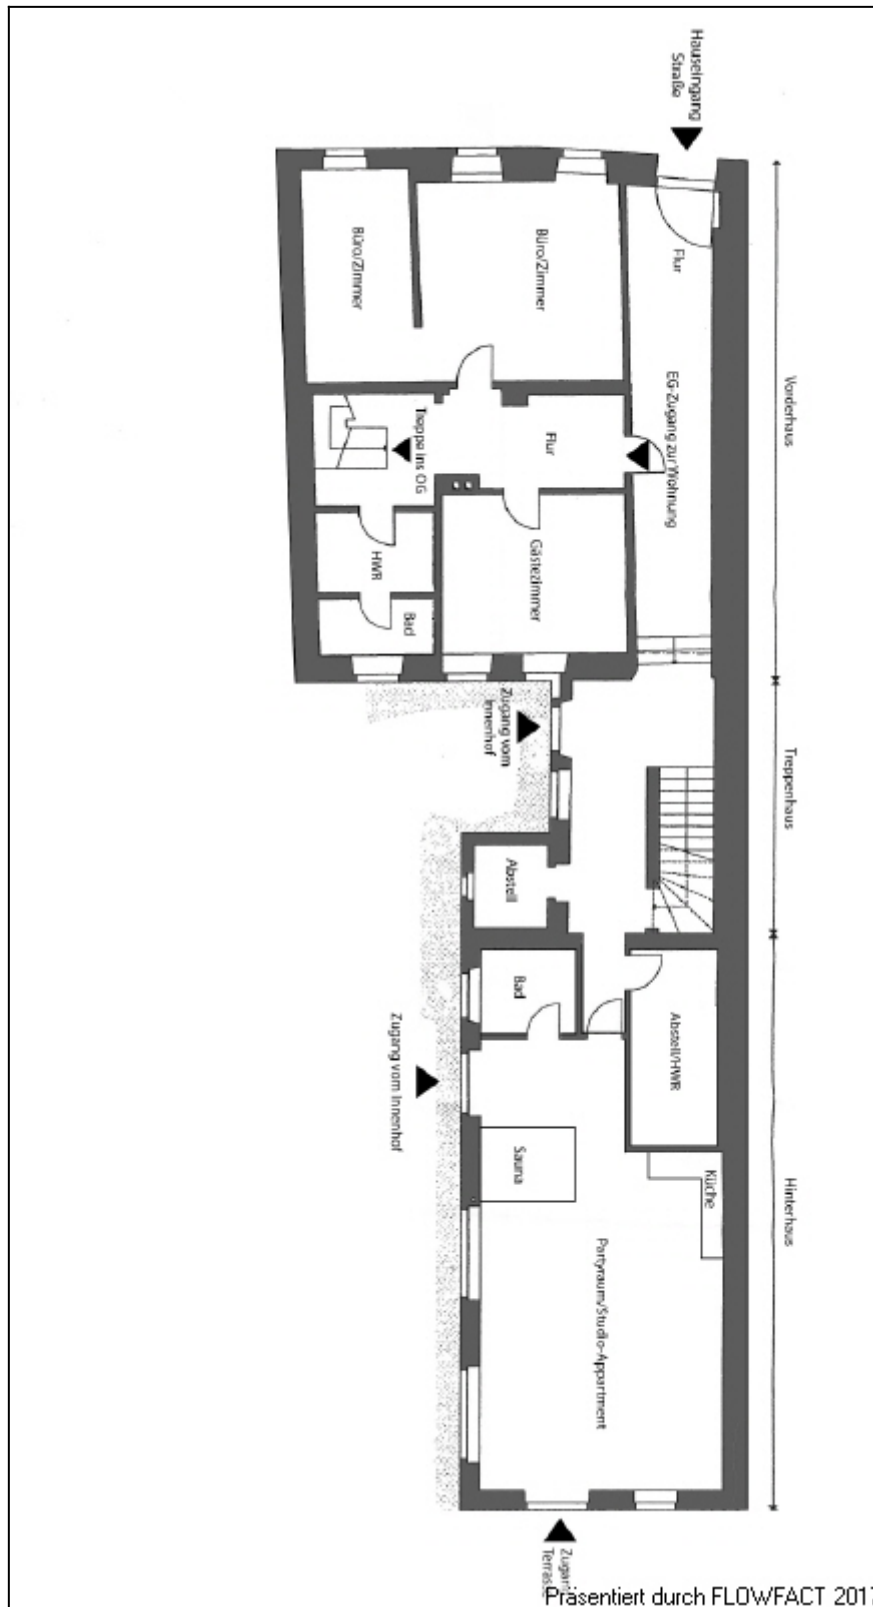 Hauseingang
Straße
Flur
Büro/Zimmer
Büro/Zimmer
Vorderhaus
EG-Zugang zur Wohnung
Treppe ins OG
Flur
HWR
Gästezimmer
Bad
Zugang vom
Innenhof
Treppenhaus
Abstell
Bad
Abstell/HWR
Zugang vom Innenhof
Sauna
Küche
Hinterhaus
Partyraum/Studio-Appartment
Zugang
Terrasse
Präsentiert durch FLOWFACT 2017